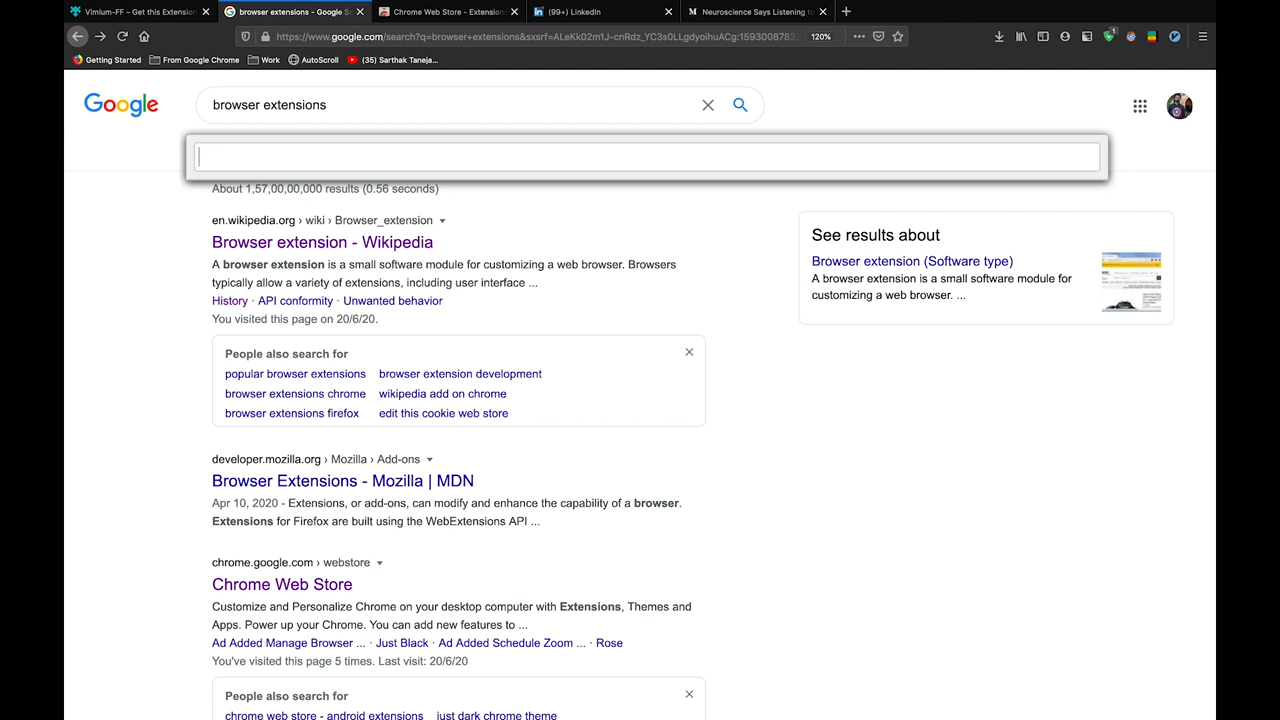 Vimium-FF – Get this Extension
browser extensions - Google Se
Chrome Web Store - Extension
(99+) LinkedIn
M Neuroscience Says Listening to
https://www.google.com/search?q=browser+extensions&sxsrf=
120%
Getting Started
From Google Chrome
Work
AutoScroll
(35) Sarthak Taneja...
Google
browser extensions
About 1,57,00,00,000 results (0.56 seconds)
en.wikipedia.org › wiki › Browser_extension
Browser extension - Wikipedia
A browser extension is a small software module for customizing a web browser. Browsers
typically allow a variety of extensions, including user interface ...
History · API conformity · Unwanted behavior
You visited this page on 20/6/20.
People also search for
popular browser extensions
browser extension development
browser extensions chrome
wikipedia add on chrome
browser extensions firefox
edit this cookie web store
See results about
Browser extension (Software type)
A browser extension is a small software module for
customizing a web browser. ...
developer.mozilla.org › Mozilla › Add-ons
Browser Extensions - Mozilla | MDN
Apr 10, 2020 - Extensions, or add-ons, can modify and enhance the capability of a browser.
Extensions for Firefox are built using the WebExtensions API ...
chrome.google.com › webstore
Chrome Web Store
Customize and Personalize Chrome on your desktop computer with Extensions, Themes and
Apps. Power up your Chrome. You can add new features to ...
Ad Added Manage Browser ... · Just Black · Ad Added Schedule Zoom ... · Rose
You've visited this page 5 times. Last visit: 20/6/20
People also search for
chrome web store - android extensions
just dark chrome theme